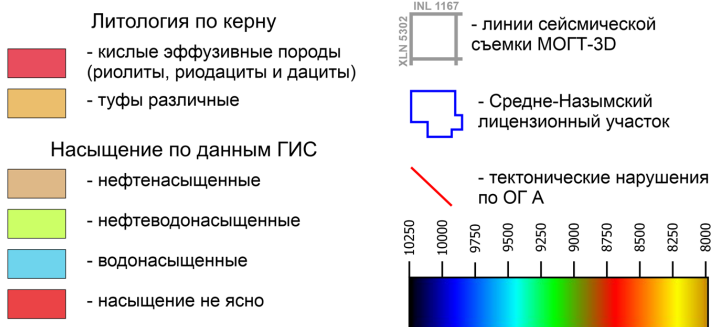 Литология по керну
- кислые эффузивные породы
(риолиты, риодациты и дациты)
- туфы различные
Насыщение по данным ГИС
- нефтенасыщенные
- нефтеводонасыщенные
- водонасыщенные
- насыщение не ясно
INL 1167
XLN 5302
- линии сейсмической
съемки МОГТ-3D
- Средне-Назымский
лицензионный участок
- тектонические нарушения
по ОГ А
10250
10000
9750
9500
9250
9000
8750
8500
8250
8000